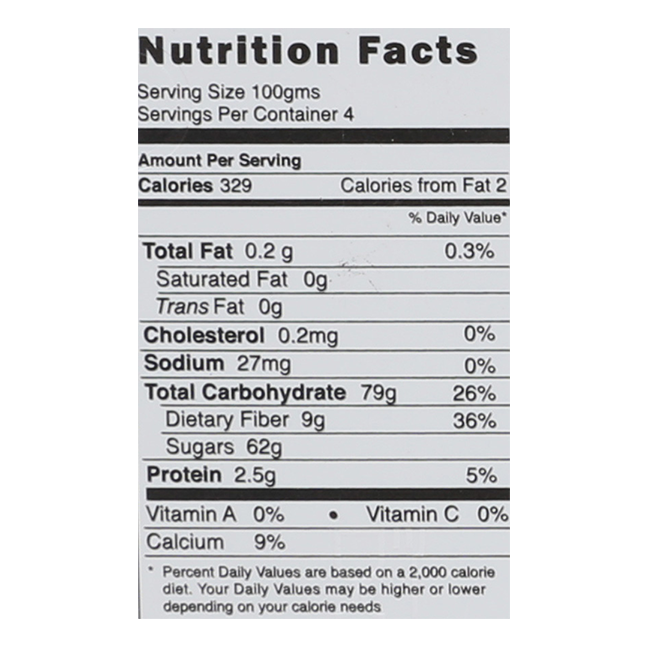 Nutrition Facts
Serving Size 100gms
Servings Per Container 4
Amount Per Serving
Calories 329 Calories from Fat 2
% Daily Value*
Total Fat 0.2 g 0.3%
Saturated Fat 0g
Trans Fat 0g
Cholesterol 0.2mg 0%
Sodium 27mg 0%
Total Carbohydrate 79g 26%
Dietary Fiber 9g 36%
Sugars 62g
Protein 2.5g 5%
Vitamin A 0% • Vitamin C 0%
Calcium 9%
* Percent Daily Values are based on a 2,000 calorie
diet. Your Daily Values may be higher or lower
depending on your calorie needs